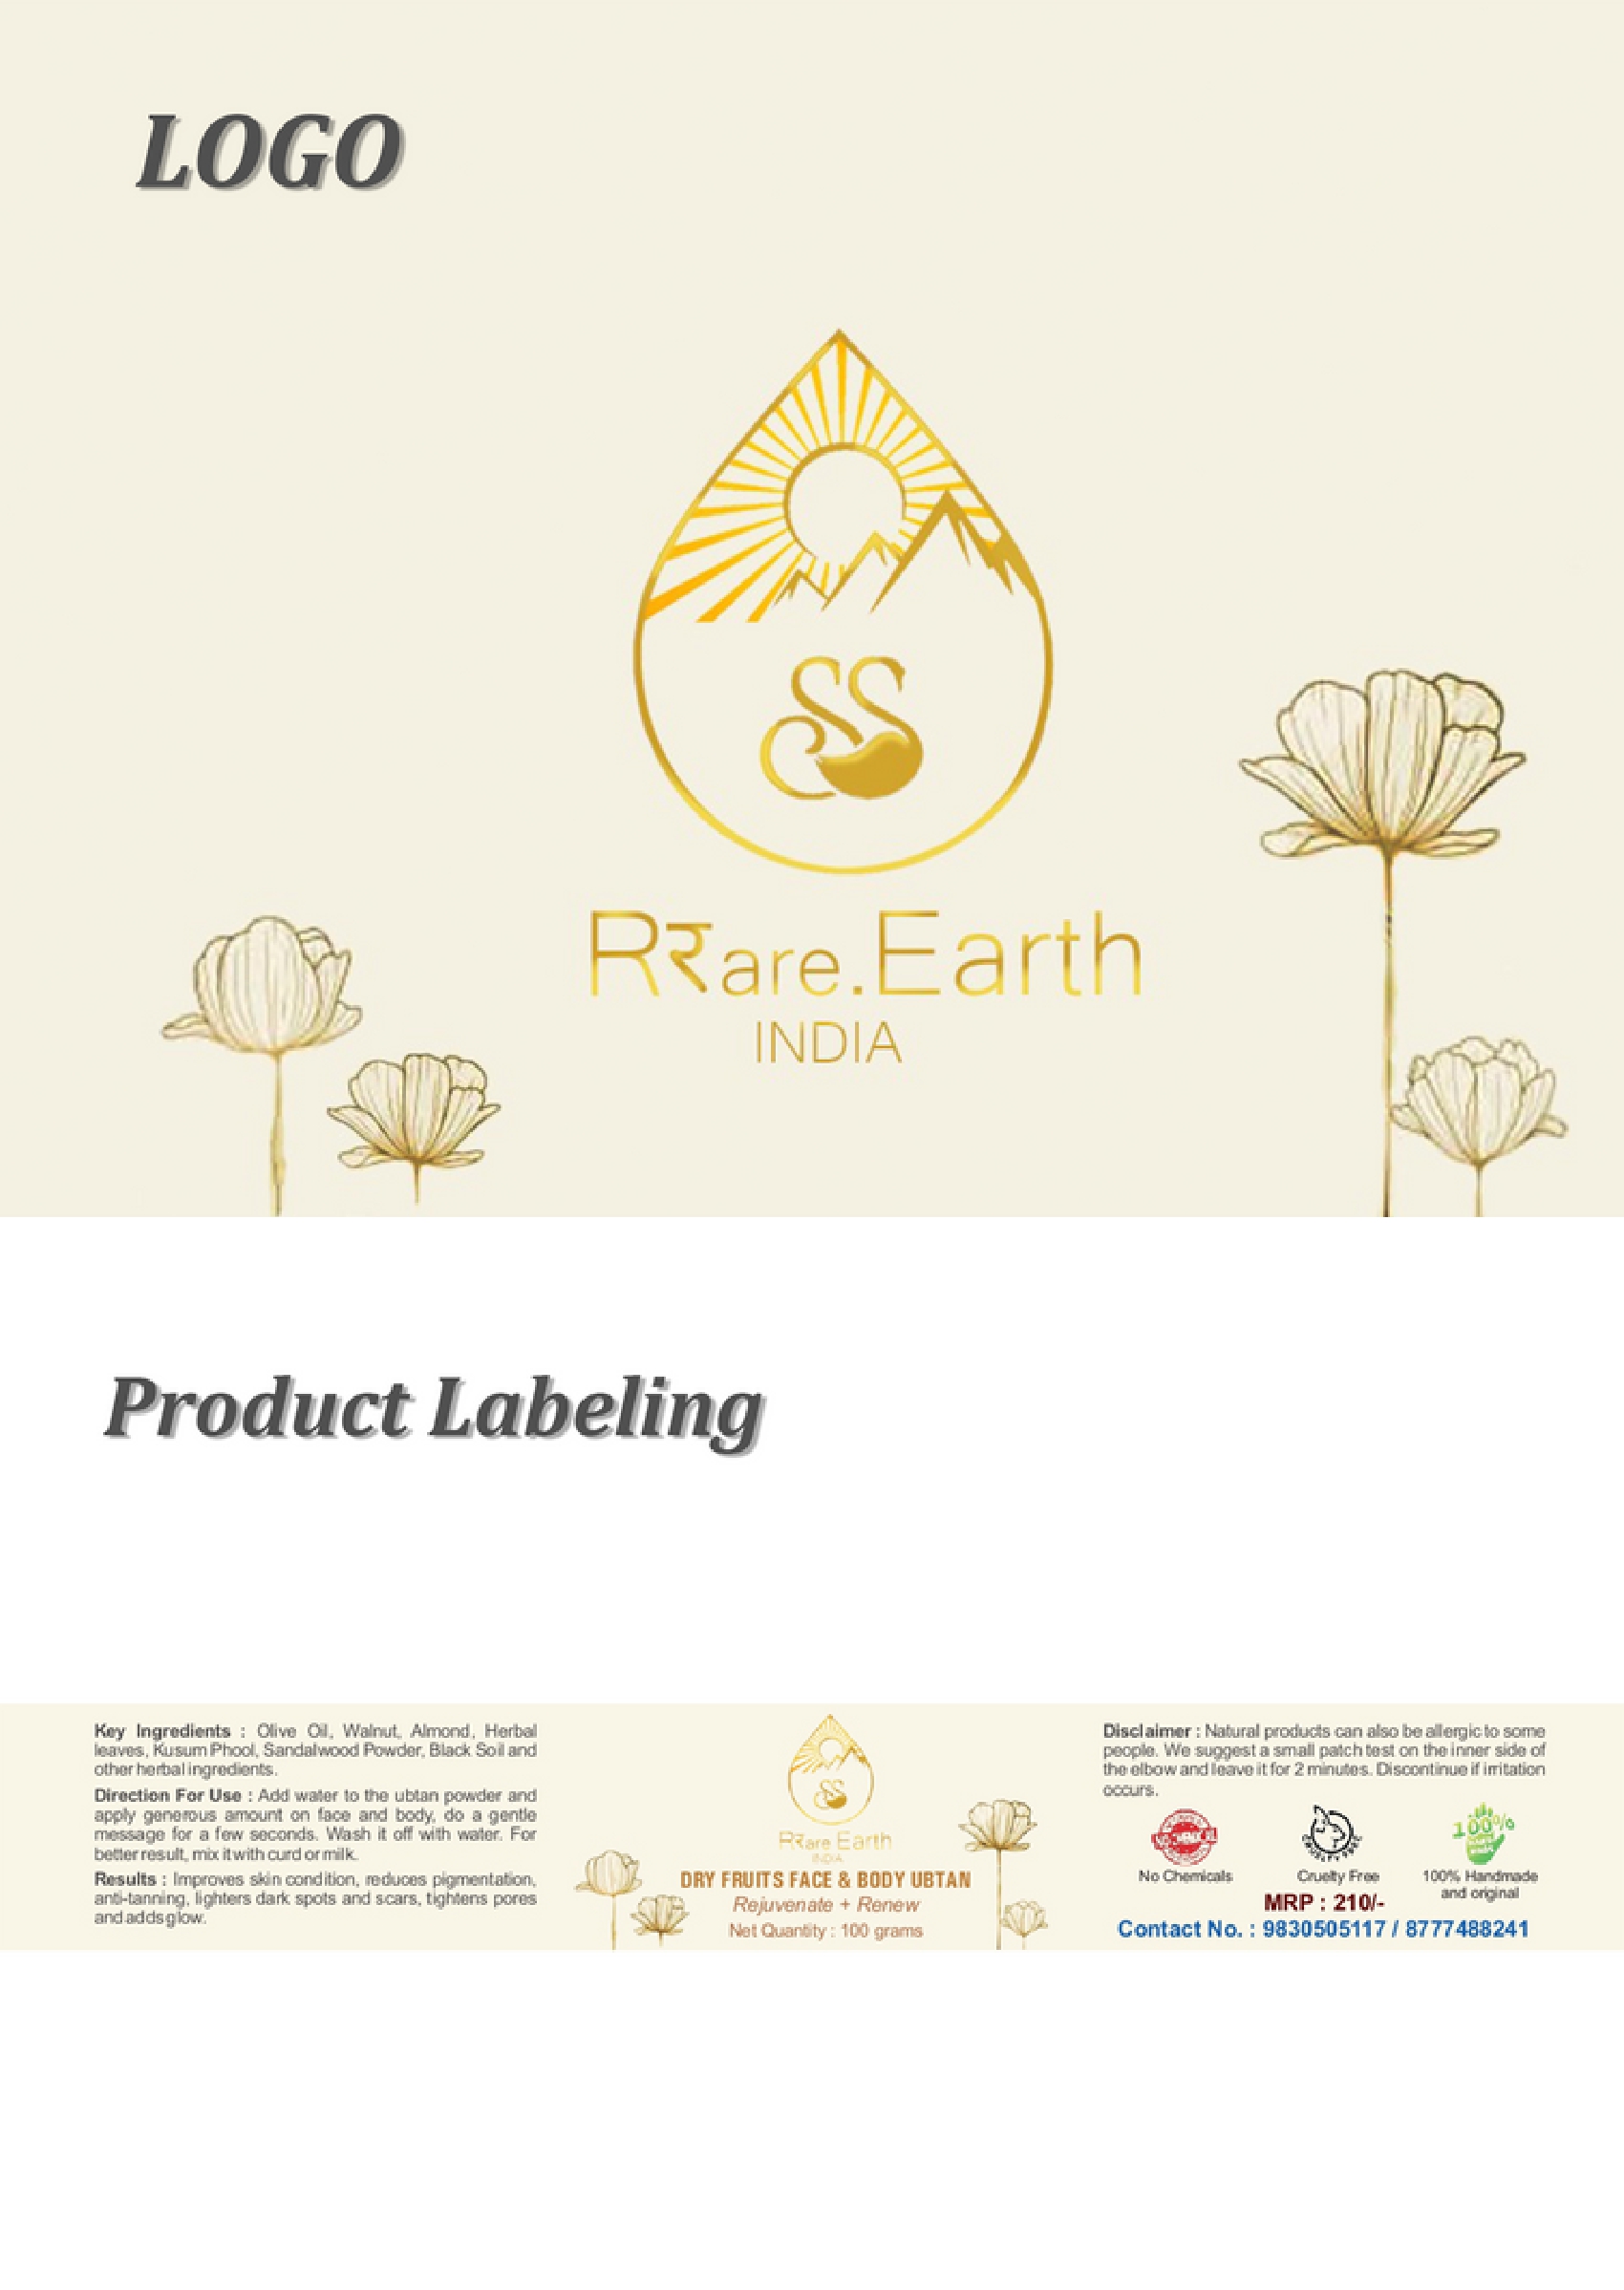 LOGO
Rरare.Earth
INDIA
Product Labeling
Key Ingredients : Olive Oil, Walnut, Almond, Herbal
leaves, Kusum Phool, Sandalwood Powder, Black Soil and
other herbal ingredients.
Direction For Use : Add water to the ubtan powder and
apply generous amount on face and body, do a gentle
message for a few seconds. Wash it off with water. For
better result, mix it with curd or milk.
Results : Improves skin condition, reduces pigmentation,
anti-tanning, lighters dark spots and scars, tightens pores
and adds glow.
Rरare.Earth
INDIA
DRY FRUITS FACE & BODY UBTAN
Rejuvenate + Renew
Net Quantity : 100 grams
Disclaimer : Natural products can also be allergic to some
people. We suggest a small patch test on the inner side of
the elbow and leave it for 2 minutes. Discontinue if irritation
occurs.
CRUELTY FREE
100%
No Chemicals
Cruelty Free
100% Handmade
and original
MRP : 210/-
Contact No. : 9830505117 / 8777488241